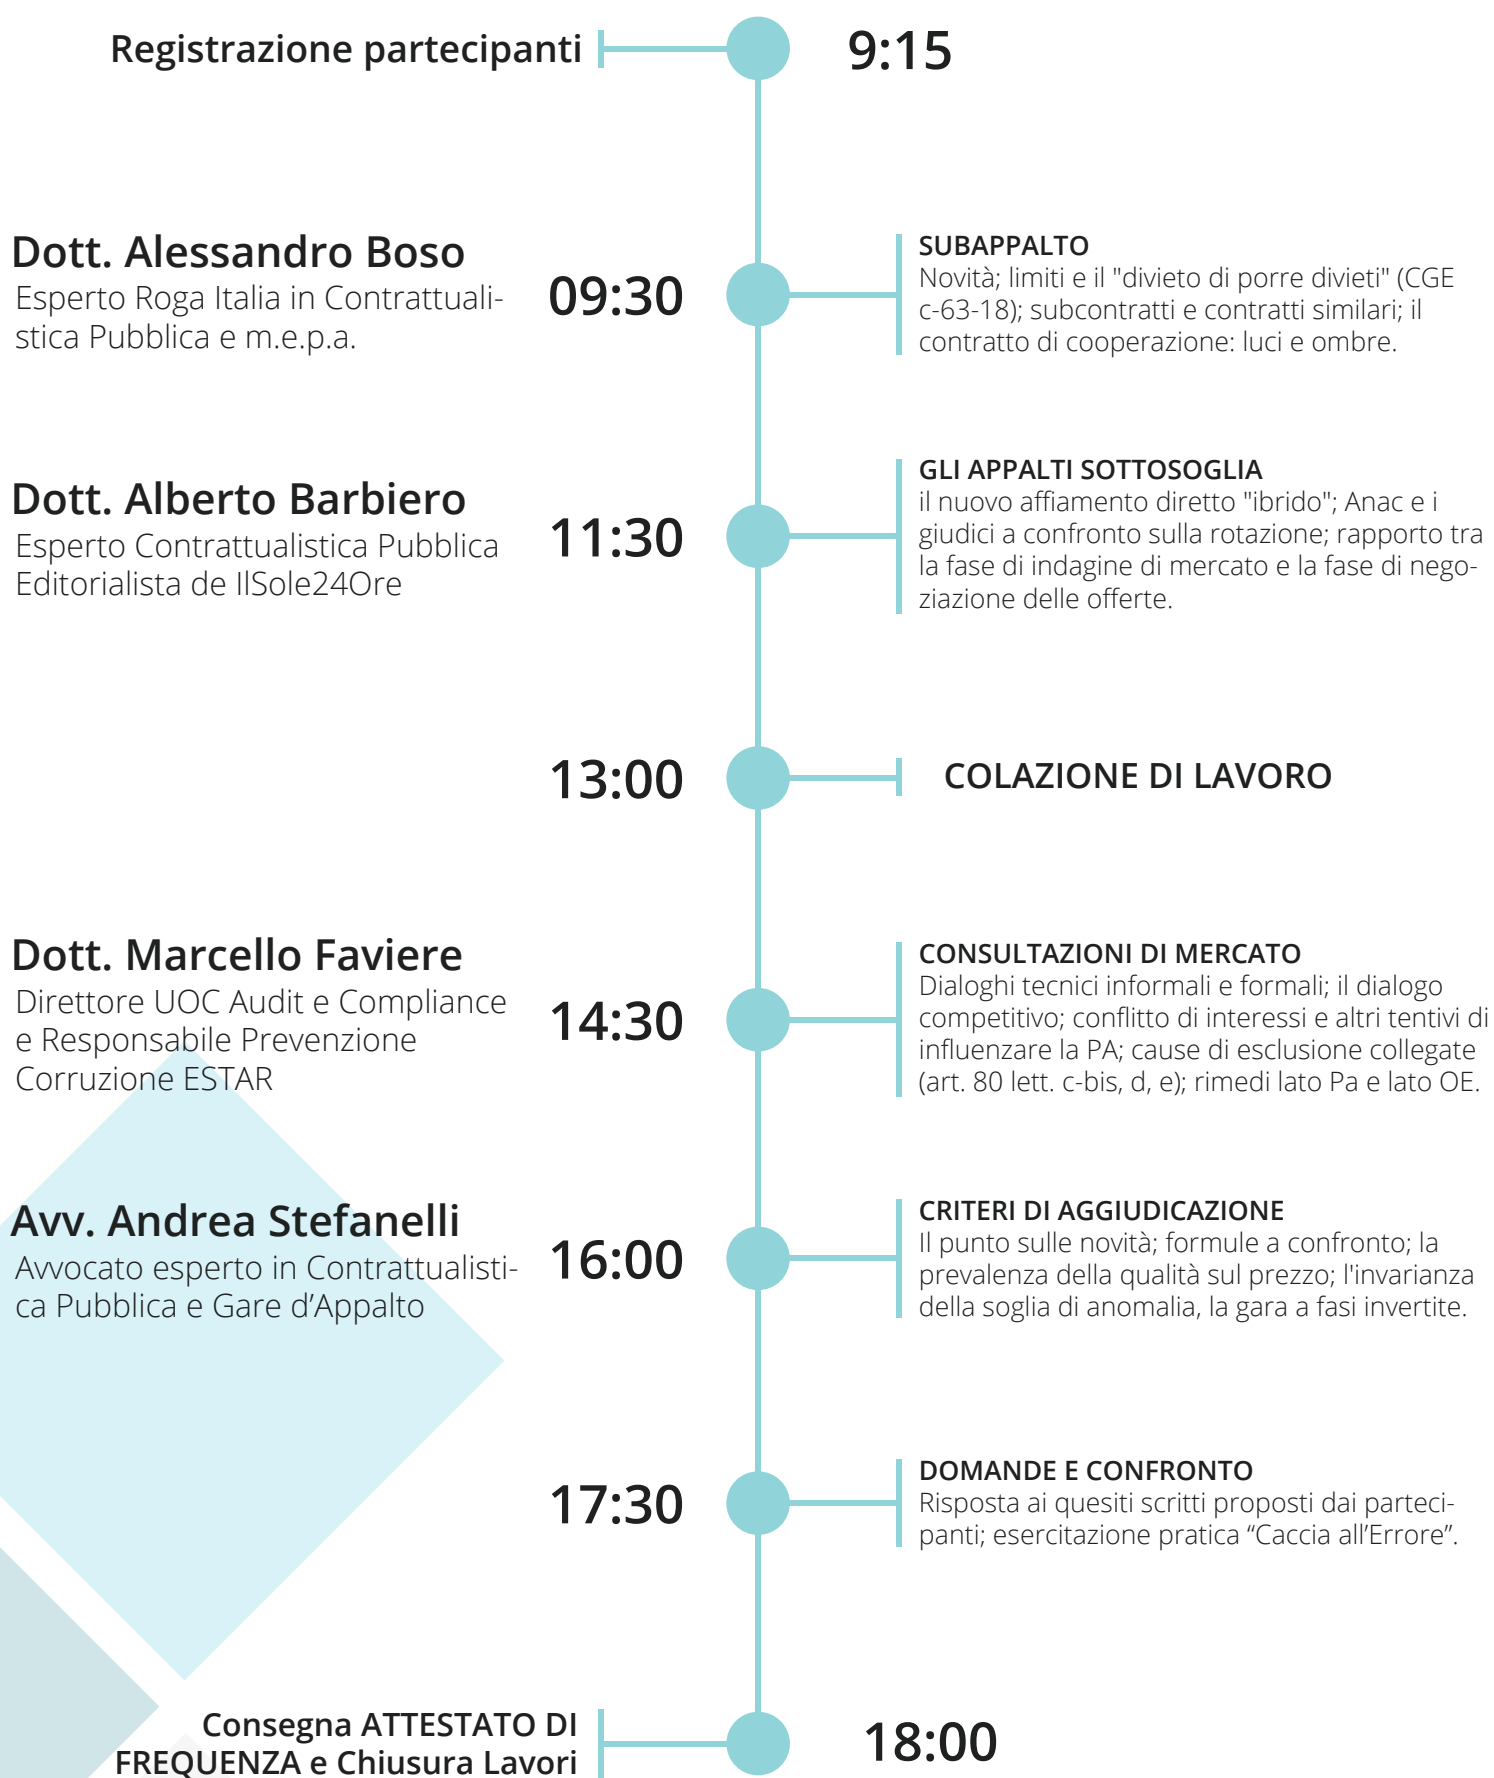 Registrazione partecipanti
9:15
Dott. Alessandro Boso
Esperto Roga Italia in Contrattuali-
stica Pubblica e m.e.p.a.
09:30
SUBAPPALTO
Novità; limiti e il "divieto di porre divieti" (CGE
c-63-18); subcontratti e contratti similari; il
contratto di cooperazione: luci e ombre.
Dott. Alberto Barbiero
Esperto Contrattualistica Pubblica
Editorialista de IlSole24Ore
11:30
GLI APPALTI SOTTOSOGLIA
il nuovo affiamento diretto "ibrido"; Anac e i
giudici a confronto sulla rotazione; rapporto tra
la fase di indagine di mercato e la fase di nego-
ziazione delle offerte.
13:00
COLAZIONE DI LAVORO
Dott. Marcello Faviere
Direttore UOC Audit e Compliance
e Responsabile Prevenzione
Corruzione ESTAR
14:30
CONSULTAZIONI DI MERCATO
Dialoghi tecnici informali e formali; il dialogo
competitivo; conflitto di interessi e altri tentivi di
influenzare la PA; cause di esclusione collegate
(art. 80 lett. c-bis, d, e); rimedi lato Pa e lato OE.
Avv. Andrea Stefanelli
Avvocato esperto in Contrattualisti-
ca Pubblica e Gare d’Appalto
16:00
CRITERI DI AGGIUDICAZIONE
Il punto sulle novità; formule a confronto; la
prevalenza della qualità sul prezzo; l'invarianza
della soglia di anomalia, la gara a fasi invertite.
17:30
DOMANDE E CONFRONTO
Risposta ai quesiti scritti proposti dai parteci-
panti; esercitazione pratica “Caccia all’Errore”.
Consegna ATTESTATO DI
FREQUENZA e Chiusura Lavori
18:00